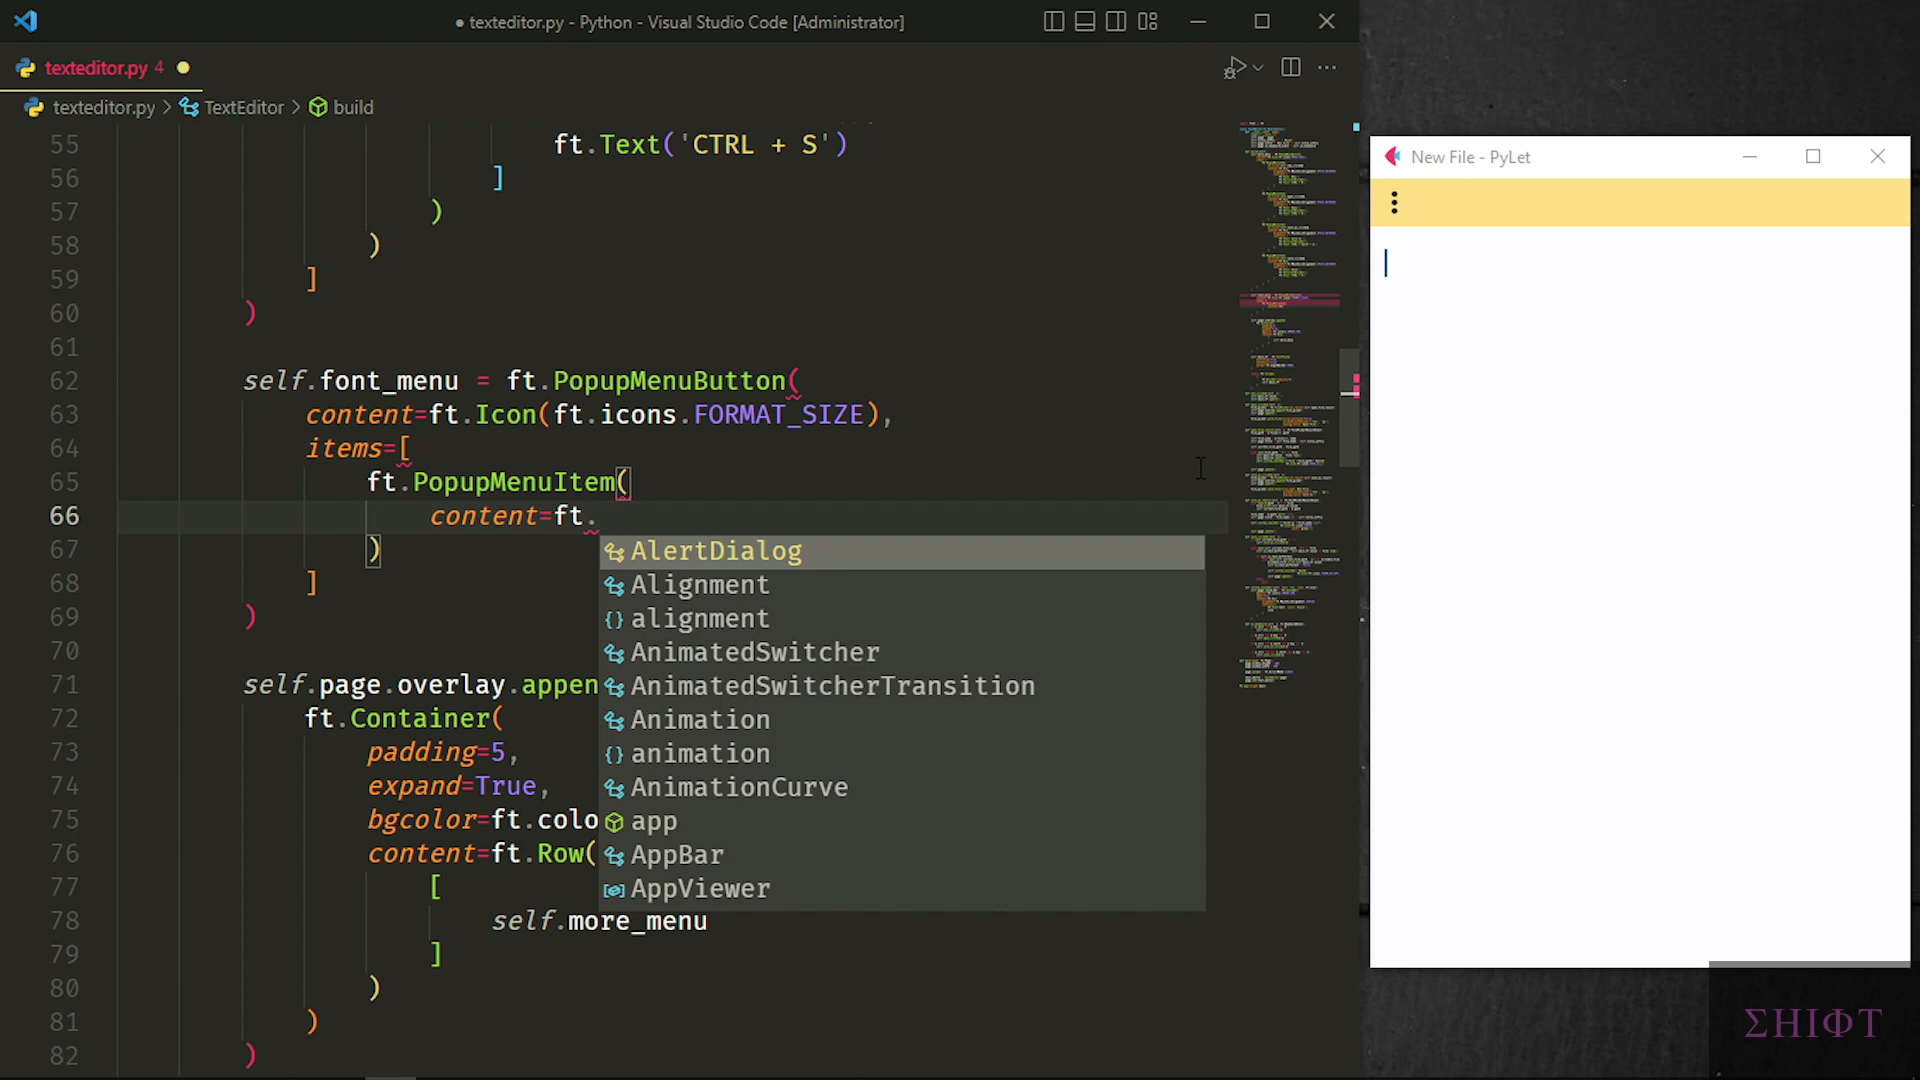 ● texteditor.py - Python - Visual Studio Code [Administrator]
texteditor.py 4 ●
texteditor.py > TextEditor > build
55 ft.Text('CTRL + S')
56 ]
57 )
58 )
59 ]
60 )
61
62 self.font_menu = ft.PopupMenuButton(
63 content=ft.Icon(ft.icons.FORMAT_SIZE),
64 items=[
65 ft.PopupMenuItem(
66 content=ft.
67 )
68 ]
69 )
70
71 self.page.overlay.appen
72 ft.Container(
73 padding=5,
74 expand=True,
75 bgcolor=ft.colo
76 content=ft.Row(
77 [
78 self.more_menu
79 ]
80 )
81 )
82 )
AlertDialog
Alignment
alignment
AnimatedSwitcher
AnimatedSwitcherTransition
Animation
animation
AnimationCurve
app
AppBar
AppViewer
New File - PyLet
ΣHIΦT